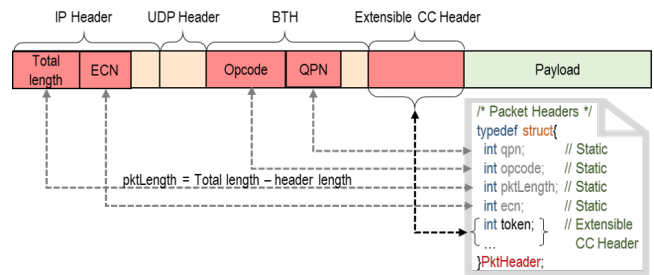 IP Header UDP Header BTH Extensible CC Header
Total length ECN Opcode QPN Payload
/* Packet Headers */
typedef struct{
int qpn; // Static
int opcode; // Static
pktLength = Total length – header length
int pktLength; // Static
int ecn; // Static
int token; // Extensible
... CC Header
}PktHeader;